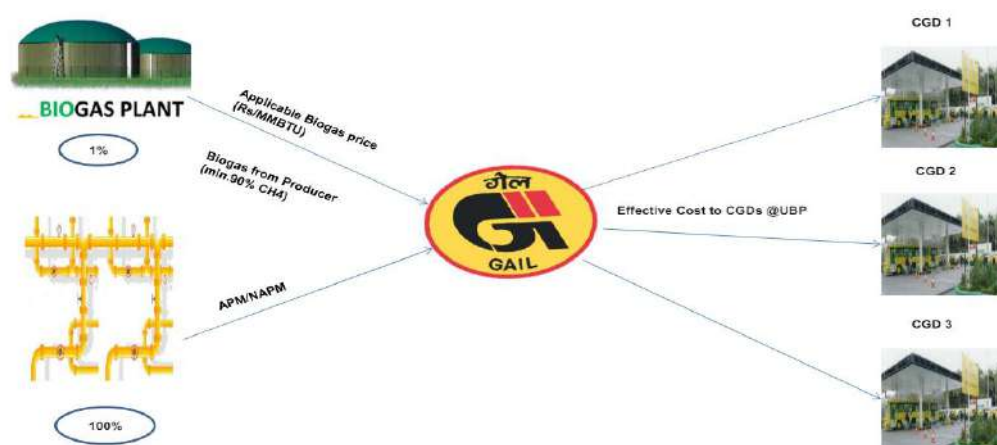 BIOGAS PLANT
1%
Applicable Biogas price
(Rs/MMBTU)
Biogas from Producer
(min.90% CH4)
APM/NAPM
100%
गेल
GAIL
Effective Cost to CGDs @UBP
CGD 1
CGD 2
CGD 3